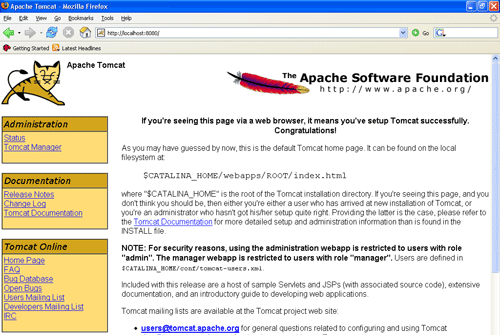 Apache Tomcat - Mozilla Firefox
File Edit View Go Bookmarks Tools Help
http://localhost:8080/
Go
Getting Started Latest Headlines
Apache Tomcat
The Apache Software Foundation
http://www.apache.org/
Administration
Status
Tomcat Manager
Documentation
Release Notes
Change Log
Tomcat Documentation
Tomcat Online
Home Page
FAQ
Bug Database
Open Bugs
Users Mailing List
Developers Mailing List
IRC
If you're seeing this page via a web browser, it means you've setup Tomcat successfully.
Congratulations!
As you may have guessed by now, this is the default Tomcat home page. It can be found on the local
filesystem at:
$CATALINA_HOME/webapps/ROOT/index.html
where "$CATALINA_HOME" is the root of the Tomcat installation directory. If you're seeing this page, and you
don't think you should be, then either you're either a user who has arrived at new installation of Tomcat, or
you're an administrator who hasn't got his/her setup quite right. Providing the latter is the case, please refer to
the Tomcat Documentation for more detailed setup and administration information than is found in the
INSTALL file.
NOTE: For security reasons, using the administration webapp is restricted to users with role
"admin". The manager webapp is restricted to users with role "manager". Users are defined in
$CATALINA_HOME/conf/tomcat-users.xml.
Included with this release are a host of sample Servlets and JSPs (with associated source code), extensive
documentation, and an introductory guide to developing web applications.
Tomcat mailing lists are available at the Tomcat project web site:
• users@tomcat.apache.org for general questions related to configuring and using Tomcat